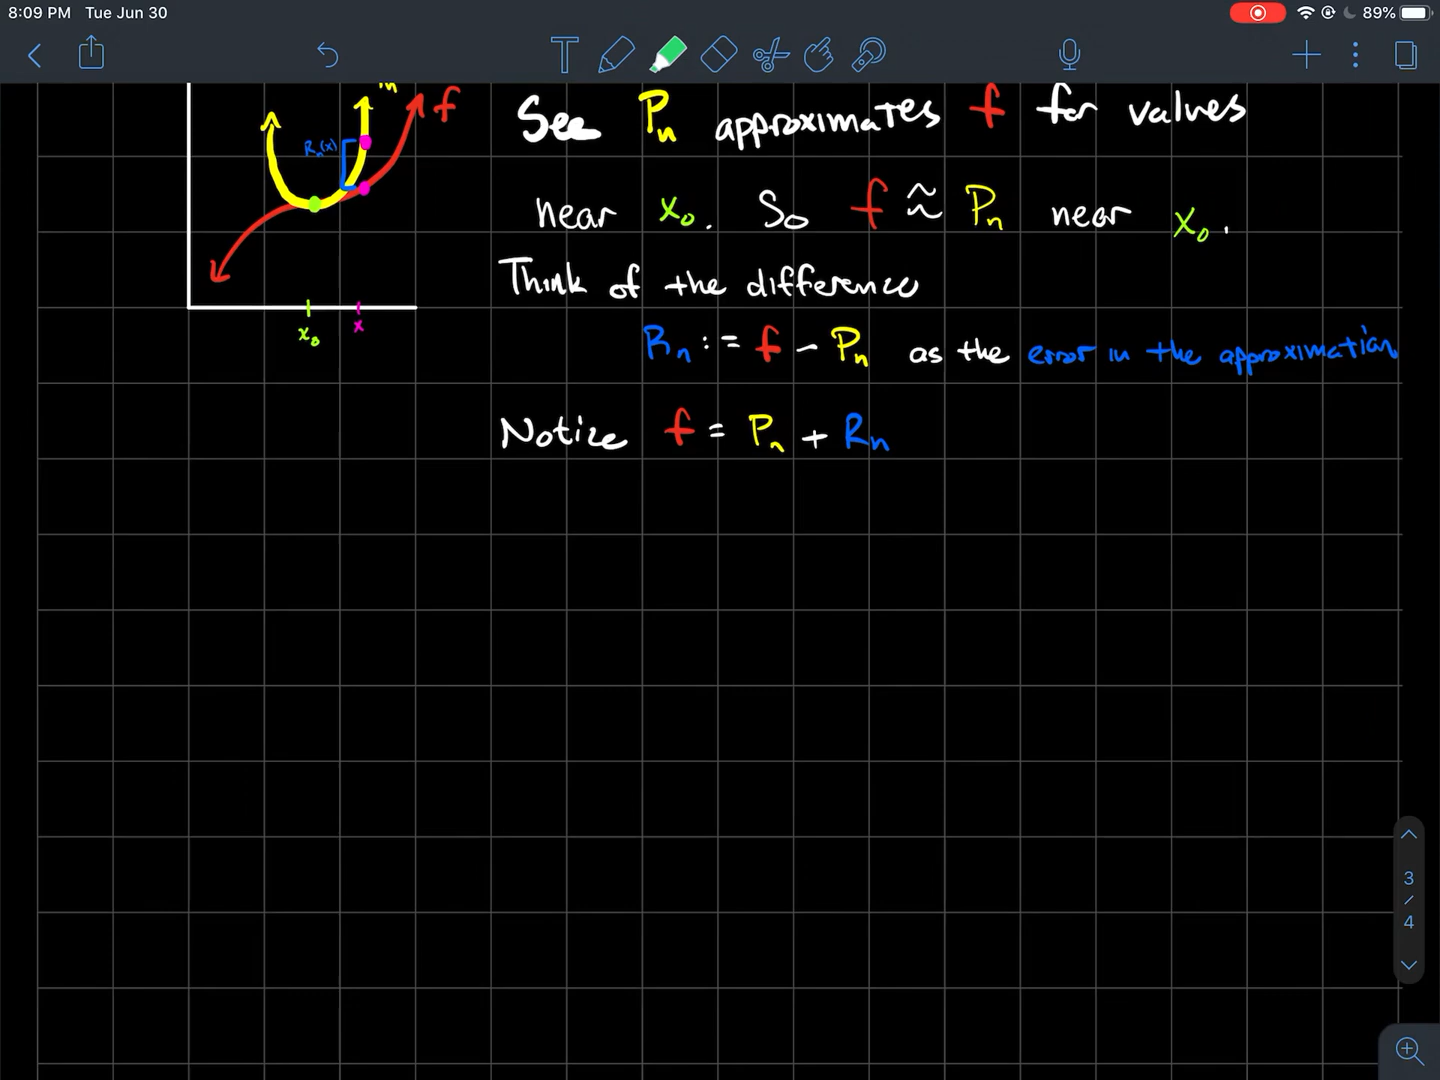 8:09 PM Tue Jun 30
89%
T
f
See Pn approximates f for values
Rn(x)
near x₀. So f ≈ Pn near x₀.
Think of the difference
x₀ x
Rn := f - Pn as the error in the approximation.
Notice f = Pn + Rn
3
/
4